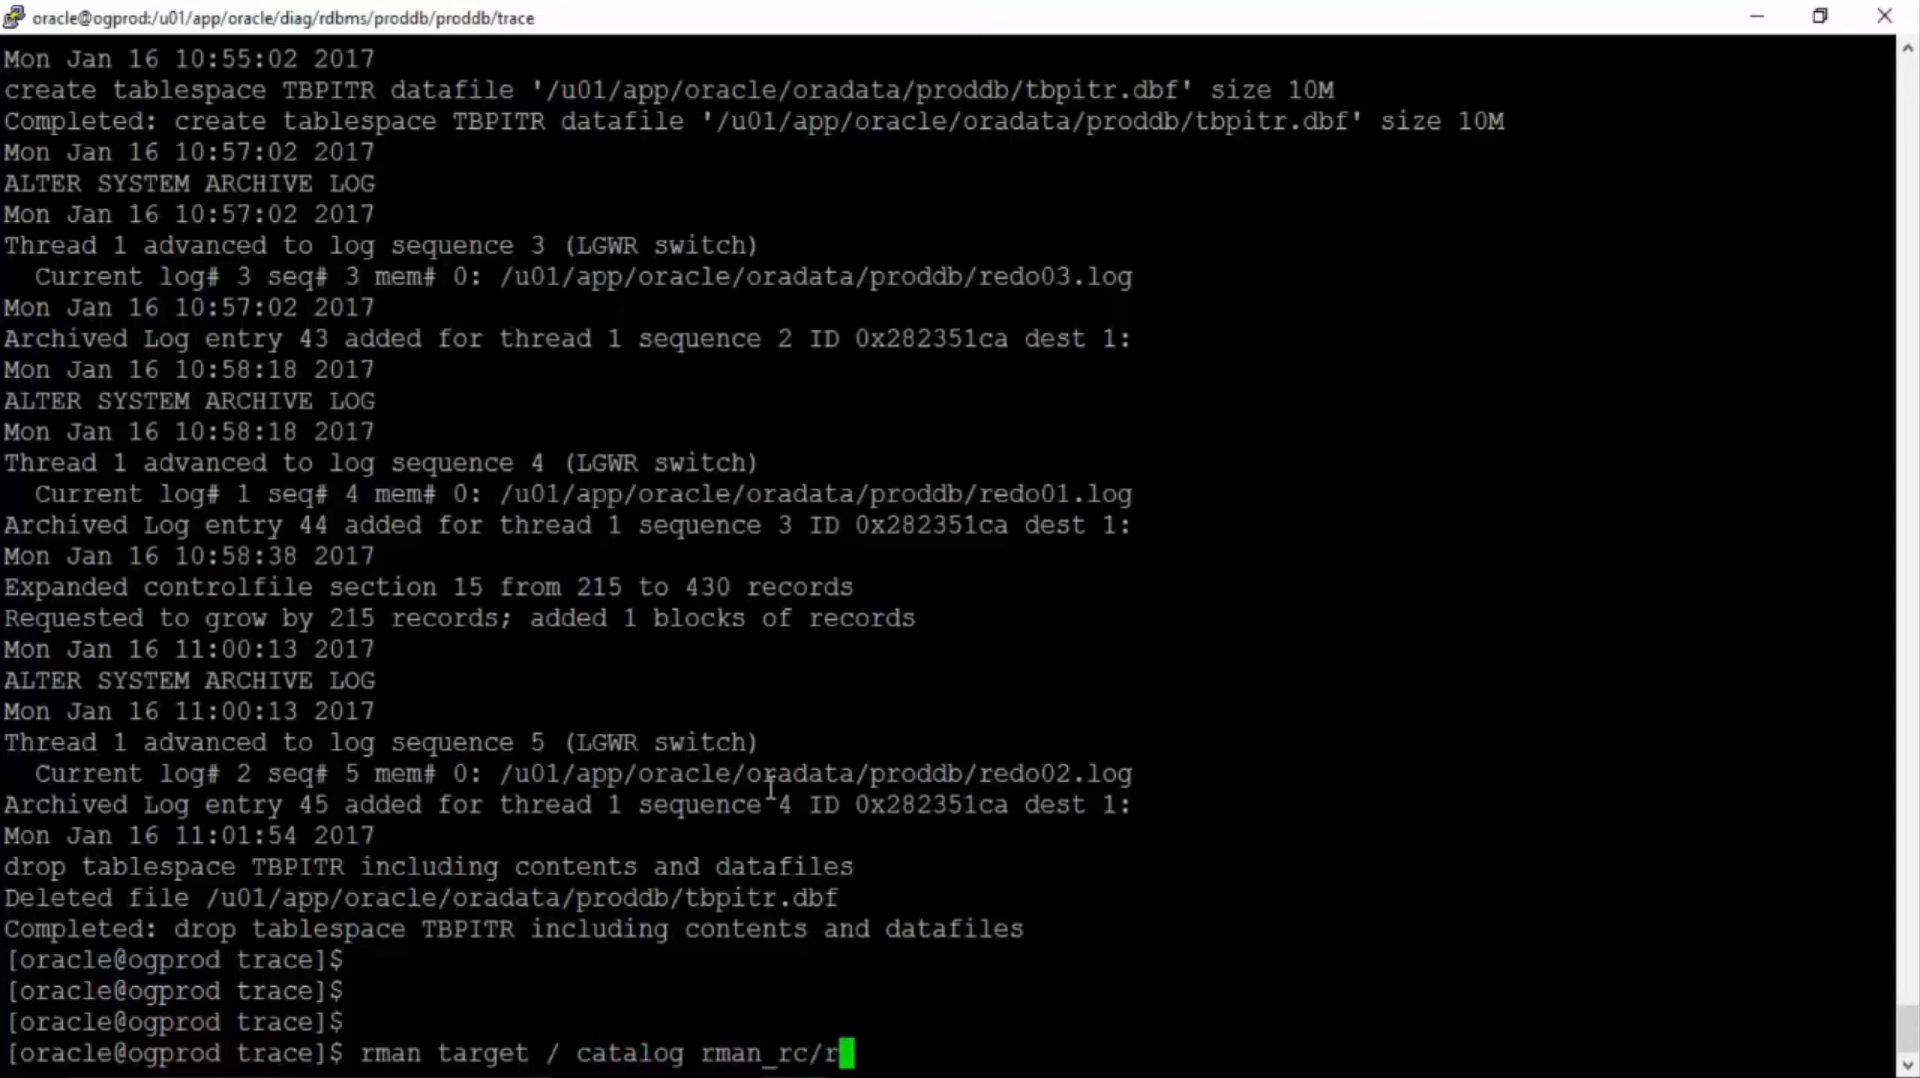 oracle@ogprod:/u01/app/oracle/diag/rdbms/proddb/proddb/trace
Mon Jan 16 10:55:02 2017
create tablespace TBPITR datafile '/u01/app/oracle/oradata/proddb/tbpitr.dbf' size 10M
Completed: create tablespace TBPITR datafile '/u01/app/oracle/oradata/proddb/tbpitr.dbf' size 10M
Mon Jan 16 10:57:02 2017
ALTER SYSTEM ARCHIVE LOG
Mon Jan 16 10:57:02 2017
Thread 1 advanced to log sequence 3 (LGWR switch)
  Current log# 3 seq# 3 mem# 0: /u01/app/oracle/oradata/proddb/redo03.log
Mon Jan 16 10:57:02 2017
Archived Log entry 43 added for thread 1 sequence 2 ID 0x282351ca dest 1:
Mon Jan 16 10:58:18 2017
ALTER SYSTEM ARCHIVE LOG
Mon Jan 16 10:58:18 2017
Thread 1 advanced to log sequence 4 (LGWR switch)
  Current log# 1 seq# 4 mem# 0: /u01/app/oracle/oradata/proddb/redo01.log
Archived Log entry 44 added for thread 1 sequence 3 ID 0x282351ca dest 1:
Mon Jan 16 10:58:38 2017
Expanded controlfile section 15 from 215 to 430 records
Requested to grow by 215 records; added 1 blocks of records
Mon Jan 16 11:00:13 2017
ALTER SYSTEM ARCHIVE LOG
Mon Jan 16 11:00:13 2017
Thread 1 advanced to log sequence 5 (LGWR switch)
  Current log# 2 seq# 5 mem# 0: /u01/app/oracle/oradata/proddb/redo02.log
Archived Log entry 45 added for thread 1 sequence 4 ID 0x282351ca dest 1:
Mon Jan 16 11:01:54 2017
drop tablespace TBPITR including contents and datafiles
Deleted file /u01/app/oracle/oradata/proddb/tbpitr.dbf
Completed: drop tablespace TBPITR including contents and datafiles
[oracle@ogprod trace]$
[oracle@ogprod trace]$
[oracle@ogprod trace]$
[oracle@ogprod trace]$ rman target / catalog rman_rc/r